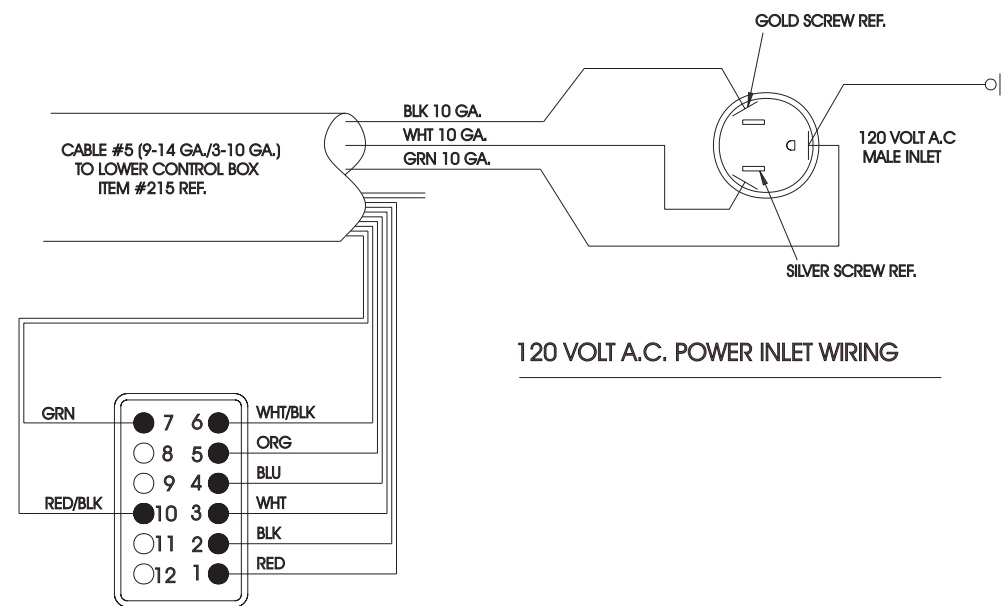 GOLD SCREW REF.
BLK 10 GA.
WHT 10 GA.
GRN 10 GA.
CABLE #5 (9-14 GA./3-10 GA.)
TO LOWER CONTROL BOX
ITEM #215 REF.
120 VOLT A.C
MALE INLET
SILVER SCREW REF.
120 VOLT A.C. POWER INLET WIRING
GRN 7 6 WHT/BLK
8 5 ORG
9 4 BLU
RED/BLK 10 3 WHT
11 2 BLK
12 1 RED